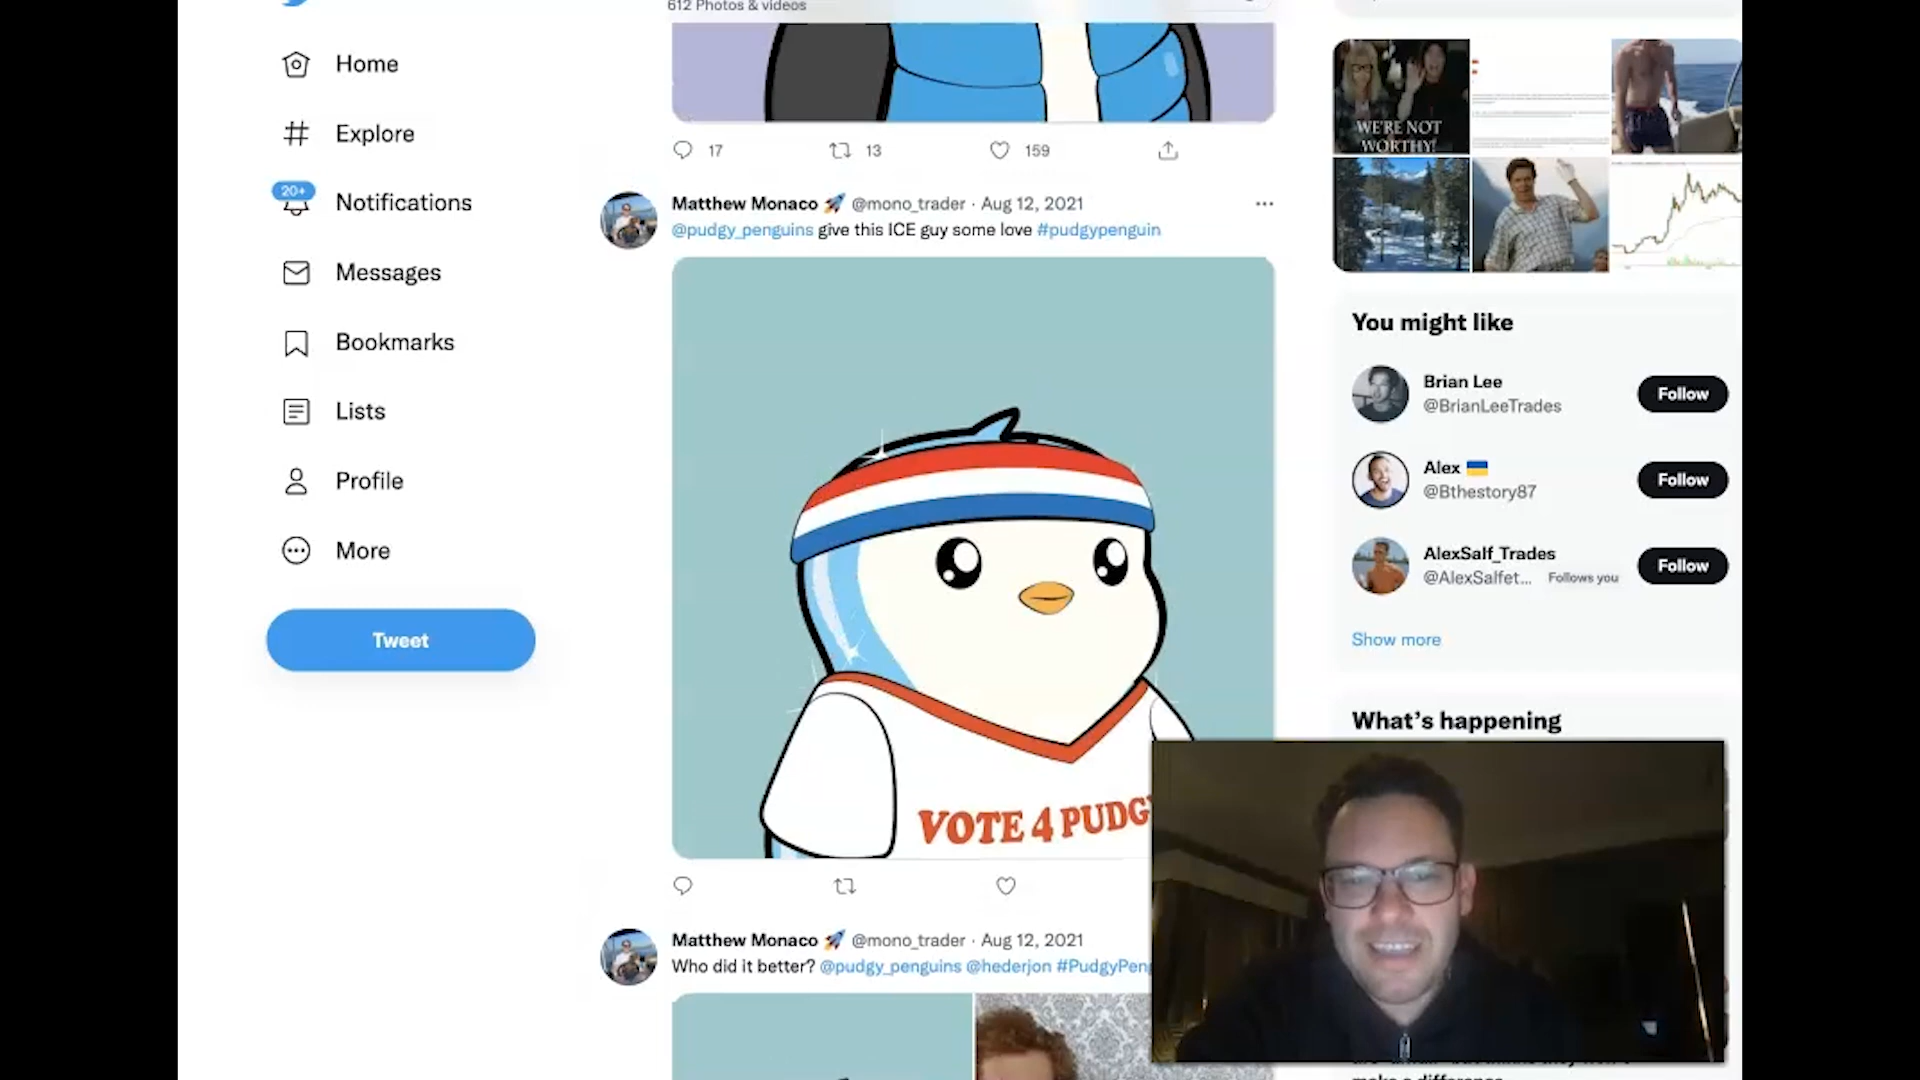 612 Photos & videos
Home
Explore
20+
Notifications
Messages
Bookmarks
Lists
Profile
More
Tweet
17
13
159
Matthew Monaco 🚀 @mono_trader · Aug 12, 2021
@pudgy_penguins give this ICE guy some love #pudgypenguin
VOTE 4 PUDG
Matthew Monaco 🚀 @mono_trader · Aug 12, 2021
Who did it better? @pudgy_penguins @hederjon #PudgyPen
WE'RE NOT
WORTHY!
You might like
Brian Lee
@BrianLeeTrades
Follow
Alex 🇺🇦
@Bthestory87
Follow
AlexSalf_Trades
@AlexSalfet... Follows you
Follow
Show more
What's happening
make a difference